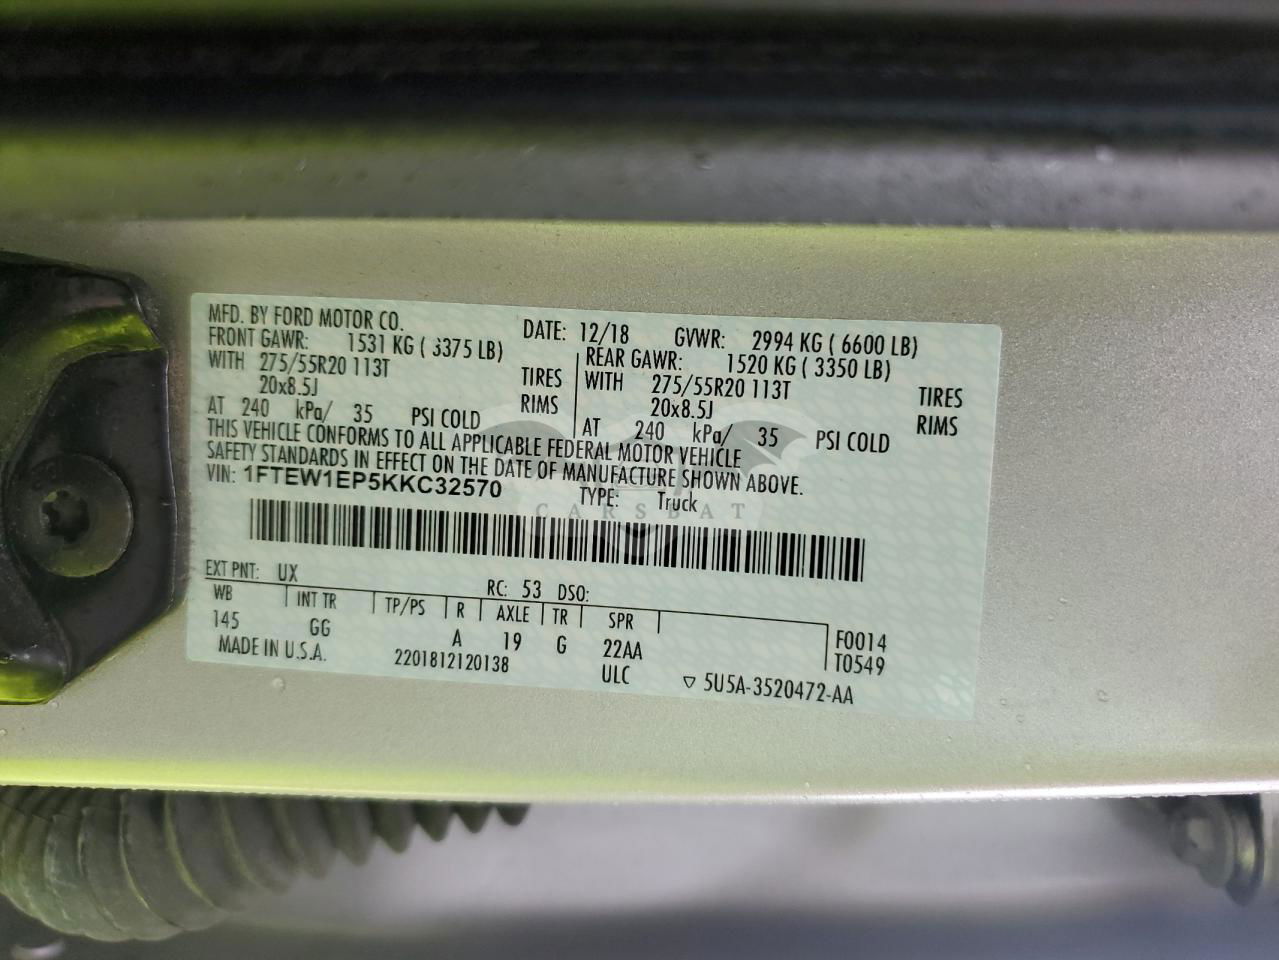 MFD. BY FORD MOTOR CO. DATE: 12/18 GVWR: 2994 KG ( 6600 LB)
FRONT GAWR: 1531 KG ( 3375 LB) REAR GAWR: 1520 KG ( 3350 LB)
WITH 275/55R20 113T TIRES WITH 275/55R20 113T TIRES
20x8.5J RIMS 20x8.5J RIMS
AT 240 kPa/ 35 PSI COLD AT 240 kPa/ 35 PSI COLD
THIS VEHICLE CONFORMS TO ALL APPLICABLE FEDERAL MOTOR VEHICLE
SAFETY STANDARDS IN EFFECT ON THE DATE OF MANUFACTURE SHOWN ABOVE.
VIN: 1FTEW1EP5KKC32570 TYPE: Truck
CARSBAT
EXT PNT: UX RC: 53 DSO:
WB INT TR TP/PS R AXLE TR SPR F0014
145 GG A 19 G 22AA T0549
MADE IN U.S.A. 2201812120138 ULC ▽ 5U5A-3520472-AA